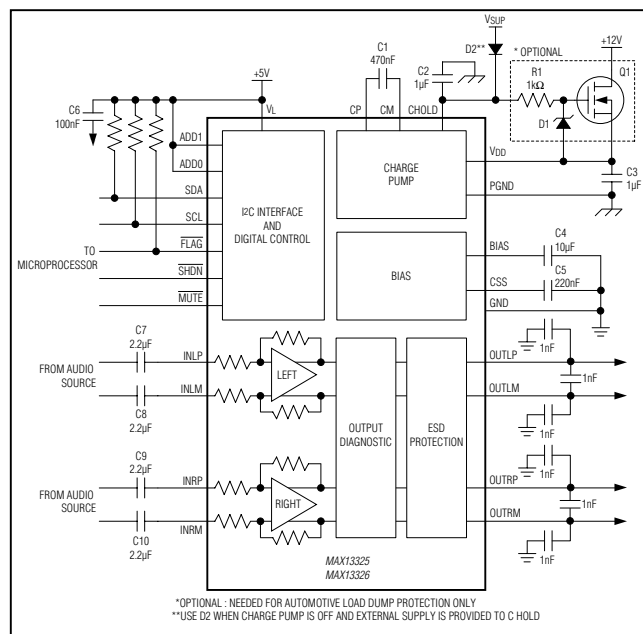 VSUP
+12V
C1
470nF
D2**
* OPTIONAL
C2
1µF
R1
1kΩ
Q1
+5V
C6
100nF
VL
CP
CM
CHOLD
D1
ADD1
ADD0
CHARGE
PUMP
VDD
C3
1µF
PGND
SDA
SCL
I2C INTERFACE
AND
DIGITAL CONTROL
TO
MICROPROCESSOR
FLAG
SHDN
MUTE
BIAS
BIAS
C4
10µF
CSS
C5
220nF
GND
C7
2.2µF
FROM AUDIO
SOURCE
INLP
INLM
C8
2.2µF
LEFT
OUTPUT
DIAGNOSTIC
ESD
PROTECTION
1nF
OUTLP
1nF
OUTLM
1nF
C9
2.2µF
FROM AUDIO
SOURCE
INRP
INRM
C10
2.2µF
RIGHT
1nF
OUTRP
1nF
OUTRM
1nF
MAX13325
MAX13326
*OPTIONAL : NEEDED FOR AUTOMOTIVE LOAD DUMP PROTECTION ONLY
**USE D2 WHEN CHARGE PUMP IS OFF AND EXTERNAL SUPPLY IS PROVIDED TO C HOLD